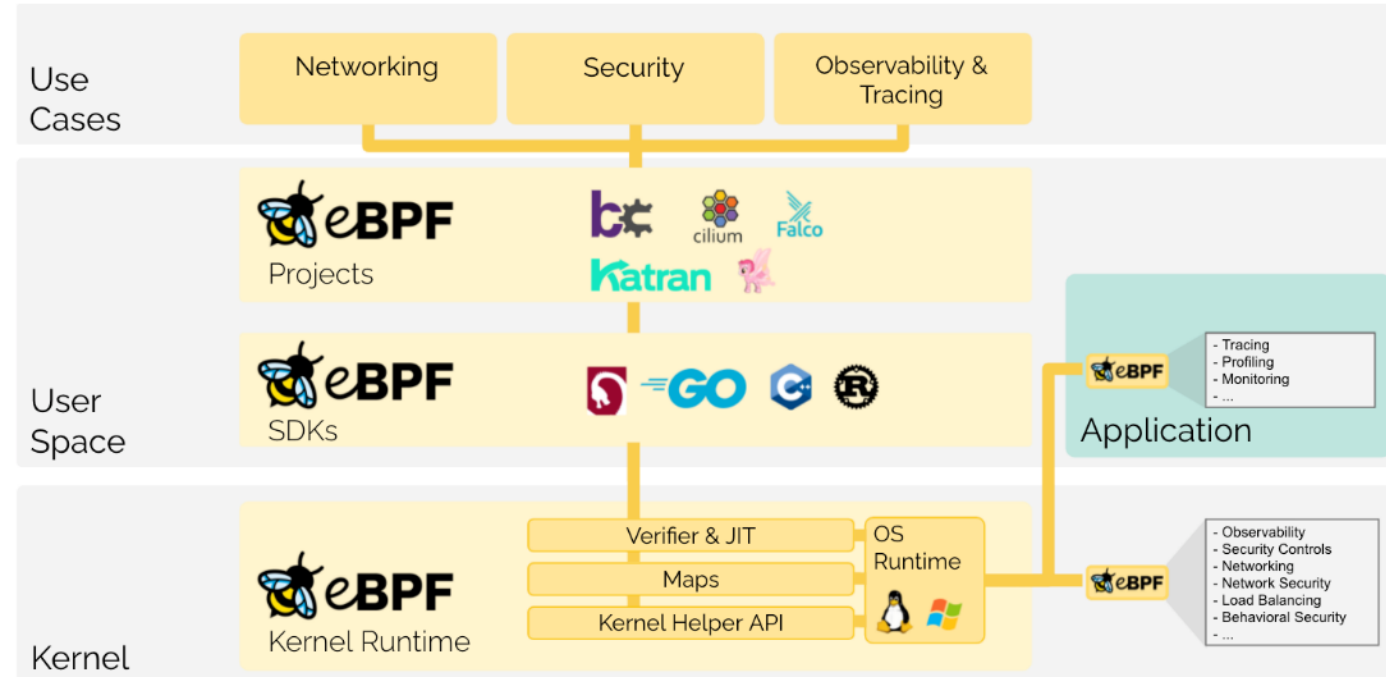 Use
Cases
Networking
Security
Observability &
Tracing
User
Space
eBPF
Projects
bc
cilium
Falco
Katran
eBPF
SDKs
GO
C++
R
eBPF
- Tracing
- Profiling
- Monitoring
- ...
Application
Kernel
eBPF
Kernel Runtime
Verifier & JIT
Maps
Kernel Helper API
OS
Runtime
eBPF
- Observability
- Security Controls
- Networking
- Network Security
- Load Balancing
- Behavioral Security
- ...